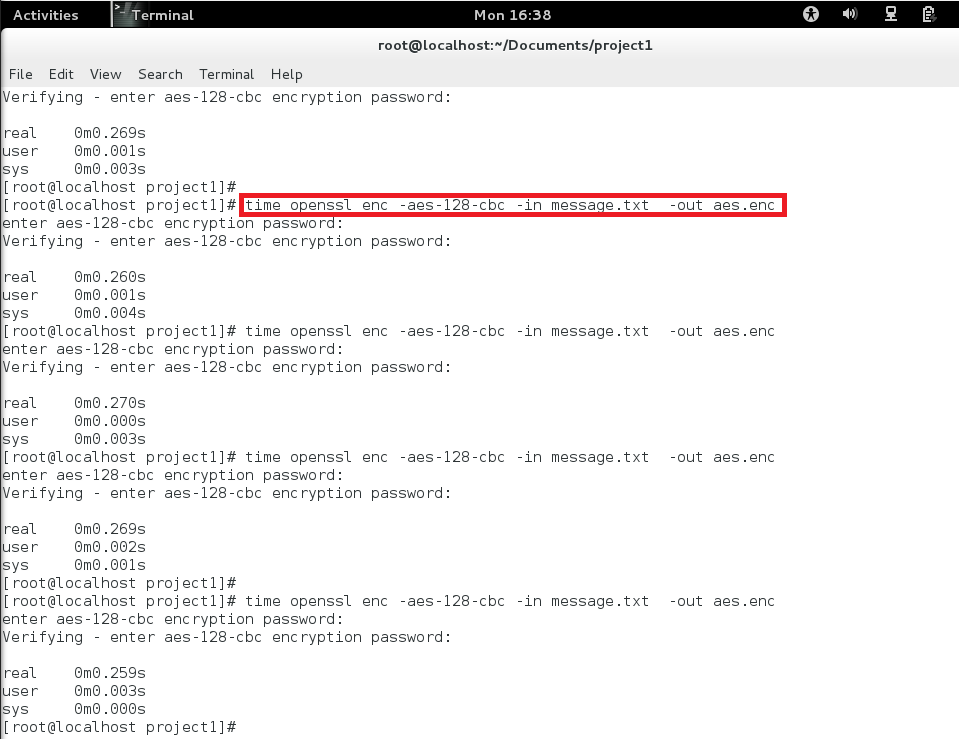 Activities Terminal Mon 16:38
root@localhost:~/Documents/project1
File Edit View Search Terminal Help
Verifying - enter aes-128-cbc encryption password:
real 0m0.269s
user 0m0.001s
sys 0m0.003s
[root@localhost project1]#
[root@localhost project1]# time openssl enc -aes-128-cbc -in message.txt  -out aes.enc
enter aes-128-cbc encryption password:
Verifying - enter aes-128-cbc encryption password:
real 0m0.260s
user 0m0.001s
sys 0m0.004s
[root@localhost project1]# time openssl enc -aes-128-cbc -in message.txt  -out aes.enc
enter aes-128-cbc encryption password:
Verifying - enter aes-128-cbc encryption password:
real 0m0.270s
user 0m0.000s
sys 0m0.003s
[root@localhost project1]# time openssl enc -aes-128-cbc -in message.txt  -out aes.enc
enter aes-128-cbc encryption password:
Verifying - enter aes-128-cbc encryption password:
real 0m0.269s
user 0m0.002s
sys 0m0.001s
[root@localhost project1]#
[root@localhost project1]# time openssl enc -aes-128-cbc -in message.txt  -out aes.enc
enter aes-128-cbc encryption password:
Verifying - enter aes-128-cbc encryption password:
real 0m0.259s
user 0m0.003s
sys 0m0.000s
[root@localhost project1]#